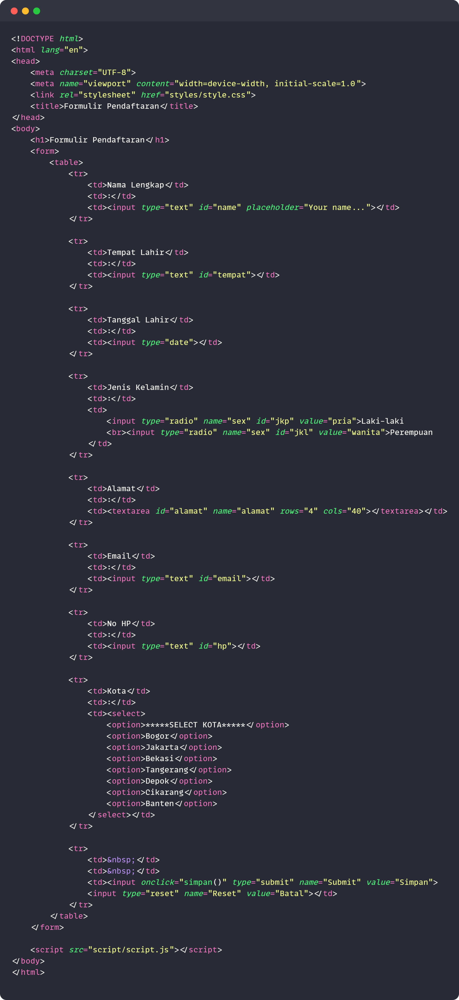 <!DOCTYPE html>
<html lang="en">
<head>
    <meta charset="UTF-8">
    <meta name="viewport" content="width=device-width, initial-scale=1.0">
    <link rel="stylesheet" href="styles/style.css">
    <title>Formulir Pendaftaran</title>
</head>
<body>
    <h1>Formulir Pendaftaran</h1>
    <form>
        <table>
            <tr>
                <td>Nama Lengkap</td>
                <td>:</td>
                <td><input type="text" id="name" placeholder="Your name..."></td>
            </tr>

            <tr>
                <td>Tempat Lahir</td>
                <td>:</td>
                <td><input type="text" id="tempat"></td>
            </tr>

            <tr>
                <td>Tanggal Lahir</td>
                <td>:</td>
                <td><input type="date"></td>
            </tr>

            <tr>
                <td>Jenis Kelamin</td>
                <td>:</td>
                <td>
                    <input type="radio" name="sex" id="jkp" value="pria">Laki-laki
                    <br><input type="radio" name="sex" id="jkl" value="wanita">Perempuan
                </td>
            </tr>

            <tr>
                <td>Alamat</td>
                <td>:</td>
                <td><textarea id="alamat" name="alamat" rows="4" cols="40"></textarea></td>
            </tr>

            <tr>
                <td>Email</td>
                <td>:</td>
                <td><input type="text" id="email"></td>
            </tr>

            <tr>
                <td>No HP</td>
                <td>:</td>
                <td><input type="text" id="hp"></td>
            </tr>

            <tr>
                <td>Kota</td>
                <td>:</td>
                <td><select>
                    <option>*****SELECT KOTA*****</option>
                    <option>Bogor</option>
                    <option>Jakarta</option>
                    <option>Bekasi</option>
                    <option>Tangerang</option>
                    <option>Depok</option>
                    <option>Cikarang</option>
                    <option>Banten</option>
                </select></td>
            </tr>

            <tr>
                <td>&nbsp;</td>
                <td>&nbsp;</td>
                <td><input onclick="simpan()" type="submit" name="Submit" value="Simpan">
                <input type="reset" name="Reset" value="Batal"></td>
            </tr>
        </table>
    </form>

    <script src="script/script.js"></script>
</body>
</html>